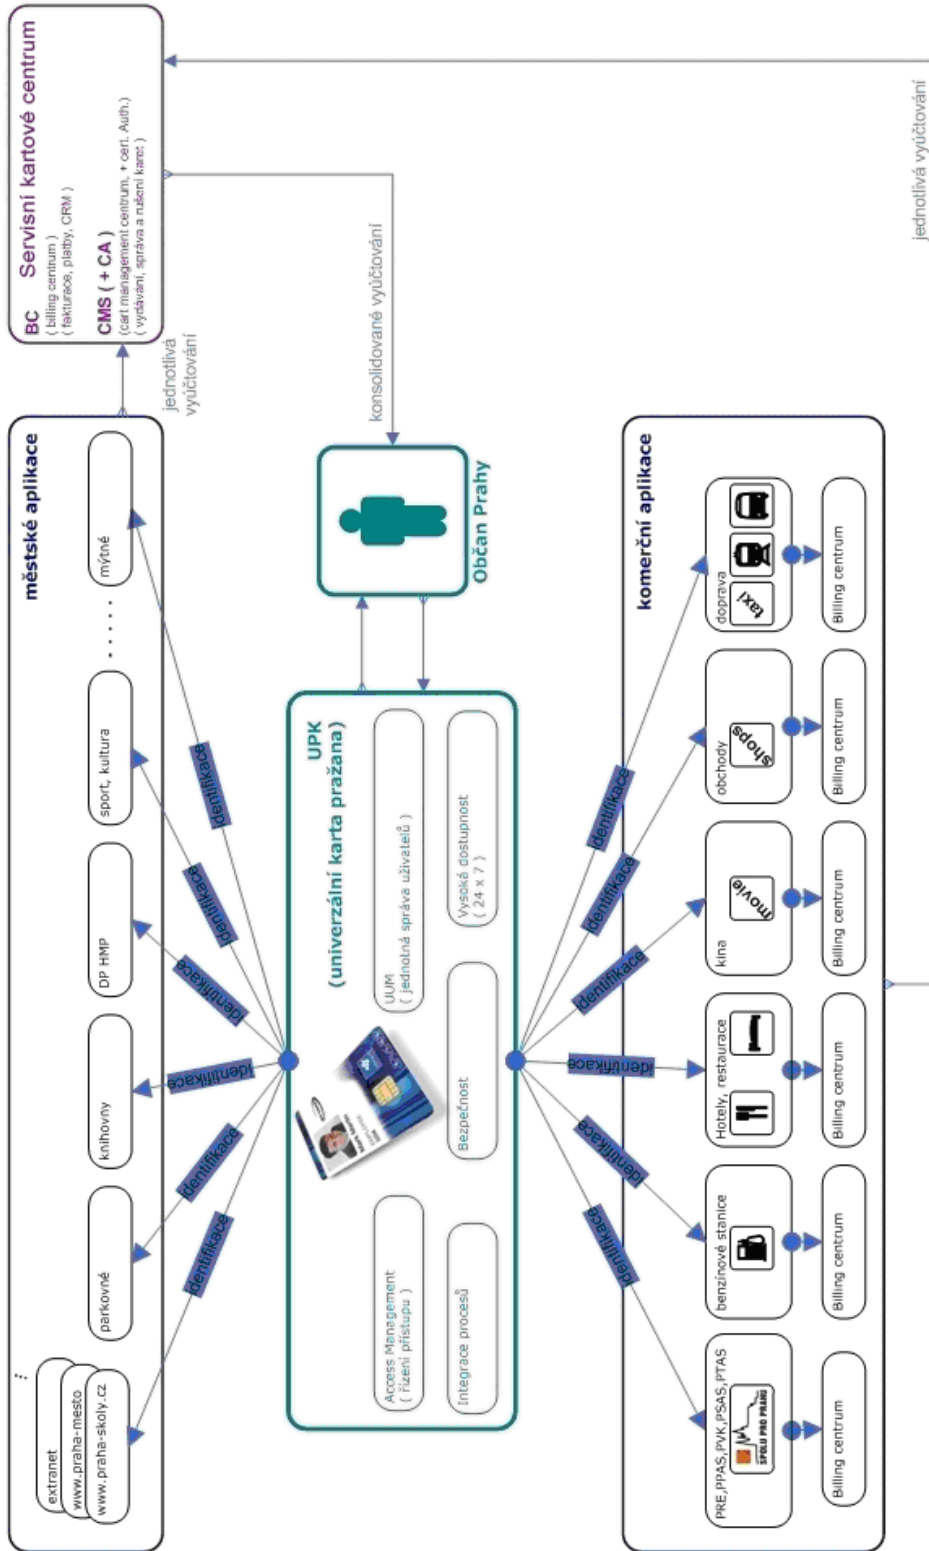 městské aplikace
extranet
www.praha-mesto
www.praha-skoly.cz
parkovné
knihovny
DP HMP
sport, kultura
. . . . .
mýtné
identifikace
identifikace
identifikace
identifikace
identifikace
identifikace
jednotlivá
vyúčtování
BC Servisní kartové centrum
( billing centrum )
( fakturace, platby, CRM )
CMS ( + CA )
(cart management centrum, + cert. Auth.)
( vydávání, správa a rušení karet )
konsolidované vyúčtování
UPK
(univerzální karta pražana)
Access Management
( řízení přístupu )
UUM
( jednotná správa uživatelů )
Integrace procesů
Bezpečnost
Vysoká dostupnost
( 24 x 7 )
Občan Prahy
identifikace
identifikace
identifikace
identifikace
identifikace
identifikace
komerční aplikace
PRE,PPAS,PVK,PSAS,PTAS
SPOLU PRO PRAHU
benzínové stanice
Hotely, restaurace
kina
movie
obchody
shops
doprava
taxi
Billing centrum
Billing centrum
Billing centrum
Billing centrum
Billing centrum
Billing centrum
jednotlivá vyúčtování